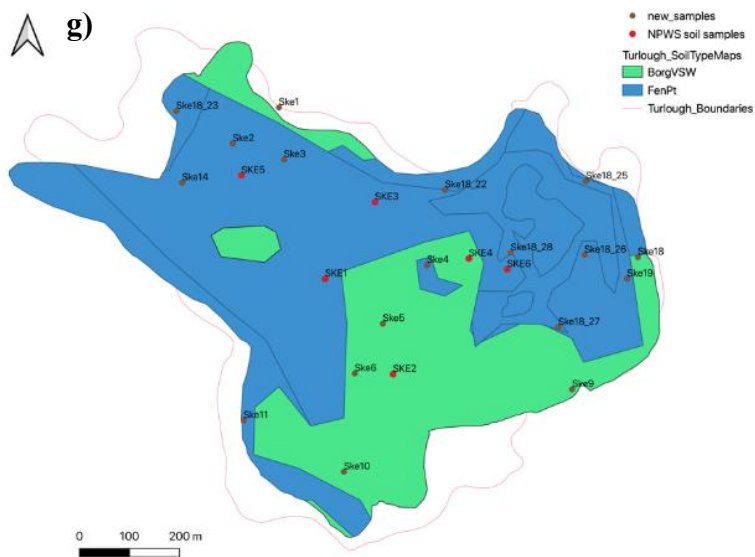 g)
new_samples
NPWS soil samples
Turlough_SoilTypeMaps
BorgVSW
FenPt
Turlough_Boundaries
Ske18_23
Ske1
Ske2
Ske3
SKE5
Ske14
Ske18_22
Ske18_25
SKE3
Ske18_28
Ske18_26
Ske18
SKE4
Ske4
SKE6
SKE1
Ske19
Ske5
Ske18_27
Ske6
SKE2
Ske9
Ske11
Ske10
0 100 200 m